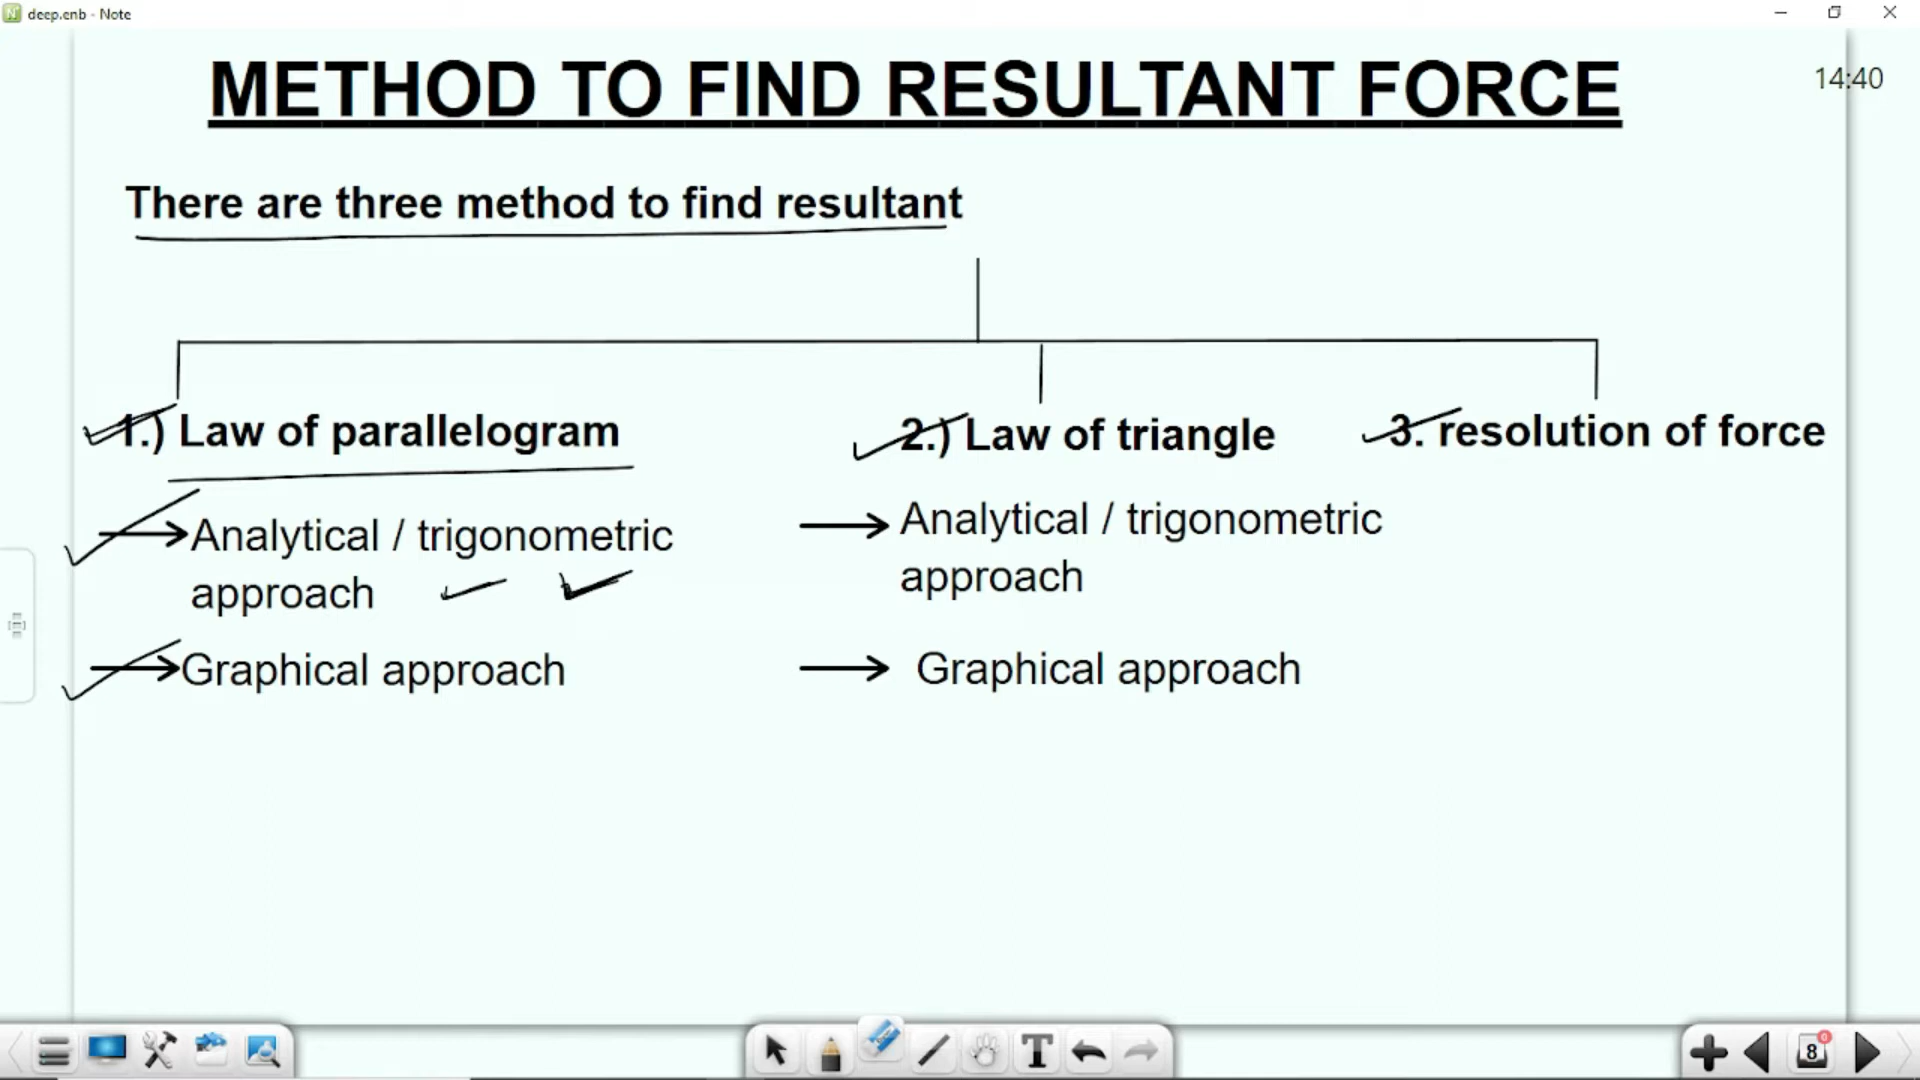 deep.enb - Note
METHOD TO FIND RESULTANT FORCE
14:40
There are three method to find resultant
1.) Law of parallelogram
2.) Law of triangle
3. resolution of force
Analytical / trigonometric
approach
Analytical / trigonometric
approach
Graphical approach
Graphical approach
T
8
0